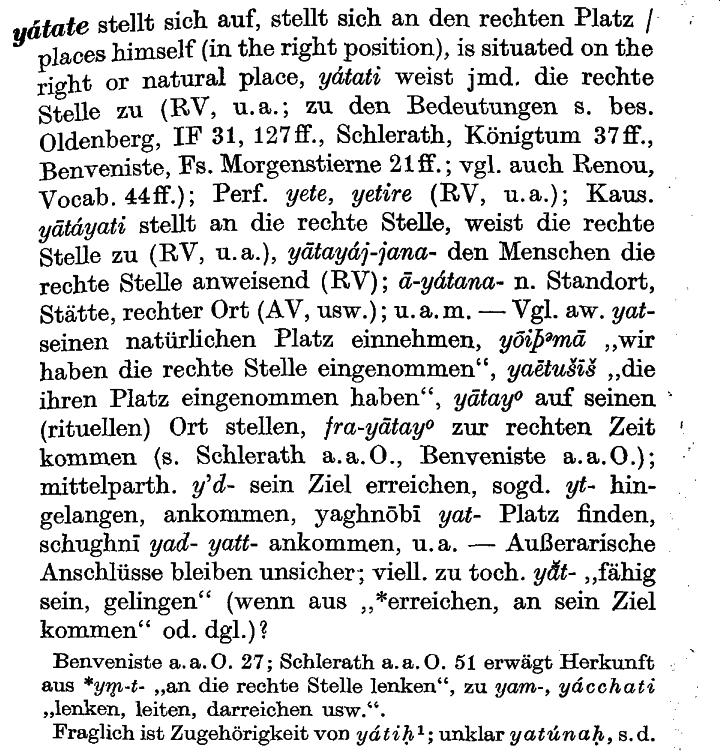 yátate stellt sich auf, stellt sich an den rechten Platz /
places himself (in the right position), is situated on the
right or natural place, yátati weist jmd. die rechte
Stelle zu (RV, u.a.; zu den Bedeutungen s. bes.
Oldenberg, IF 31, 127ff., Schlerath, Königtum 37ff.,
Benveniste, Fs. Morgenstierne 21ff.; vgl. auch Renou,
Vocab. 44ff.); Perf. yete, yetire (RV, u.a.); Kaus.
yātáyati stellt an die rechte Stelle, weist die rechte
Stelle zu (RV, u.a.), yātayáj-jana- den Menschen die
rechte Stelle anweisend (RV); ā-yátana- n. Standort,
Stätte, rechter Ort (AV, usw.); u.a.m. — Vgl. aw. yat-
seinen natürlichen Platz einnehmen, yōiþᵊmā „wir
haben die rechte Stelle eingenommen“, yaētušīš „die
ihren Platz eingenommen haben“, yātayº auf seinen
(rituellen) Ort stellen, fra-yātayº zur rechten Zeit
kommen (s. Schlerath a.a.O., Benveniste a.a.O.);
mittelparth. y’d- sein Ziel erreichen, sogd. yt- hin-
gelangen, ankommen, yaghnōbī yat- Platz finden,
schughnī yad- yatt- ankommen, u.a. — Außerarische
Anschlüsse bleiben unsicher; viell. zu toch. yā̆t- „fähig
sein, gelingen“ (wenn aus „*erreichen, an sein Ziel
kommen“ od. dgl.)?
Benveniste a.a.O. 27; Schlerath a.a.O. 51 erwägt Herkunft
aus *ym̥-t- „an die rechte Stelle lenken“, zu yam-, yácchati
„lenken, leiten, darreichen usw.“.
Fraglich ist Zugehörigkeit von yátiḥ¹; unklar yatúnaḥ, s.d.